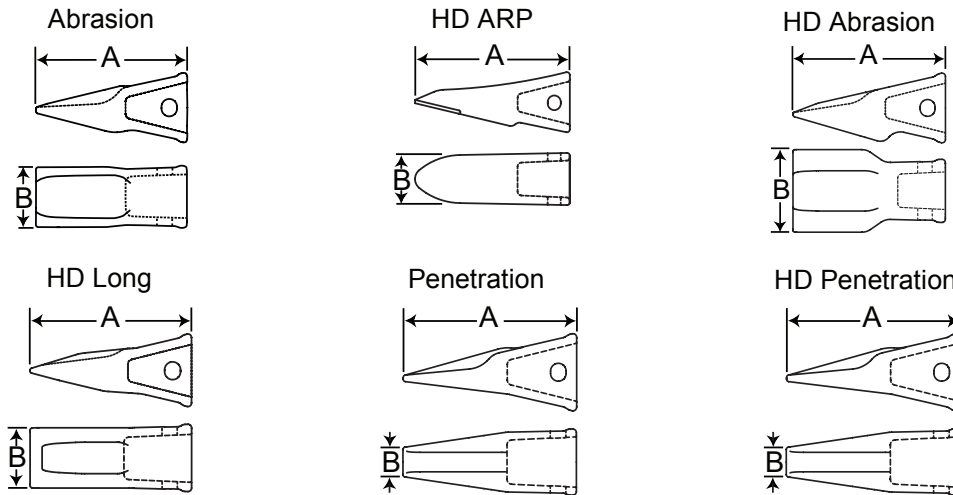 Abrasion
A
B
HD ARP
A
B
HD Abrasion
A
B
HD Long
A
B
Penetration
A
B
HD Penetration
A
B